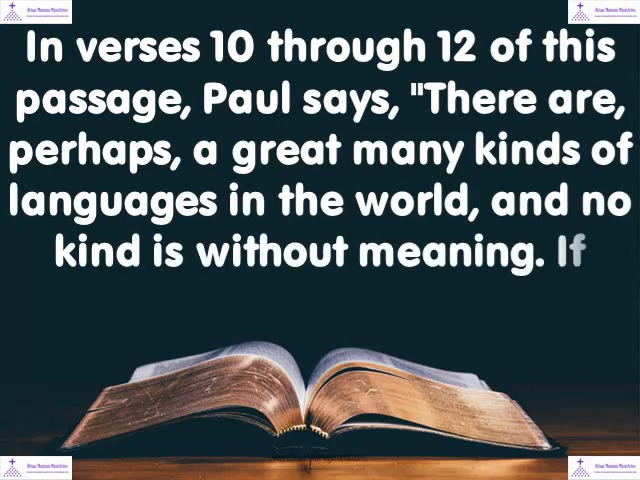 In verses 10 through 12 of this
passage, Paul says, "There are,
perhaps, a great many kinds of
languages in the world, and no
kind is without meaning. If